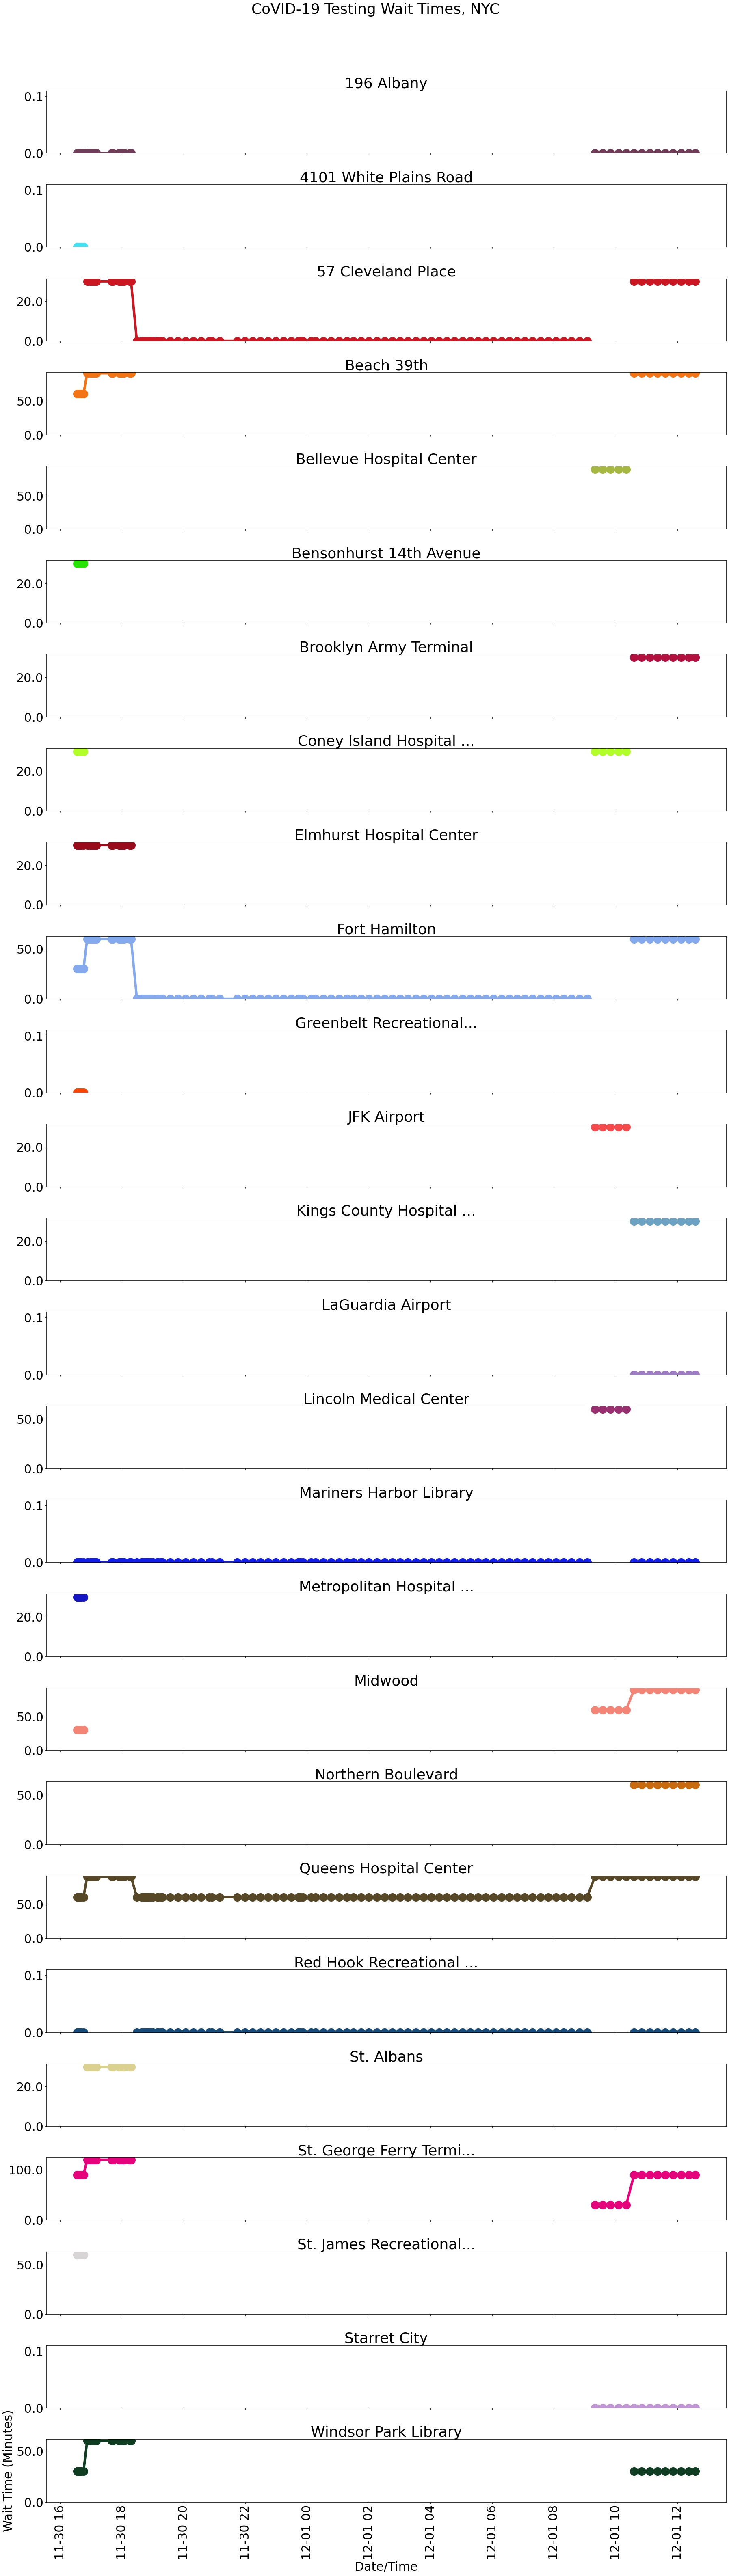 CoVID-19 Testing Wait Times, NYC
196 Albany
0.1
0.0
4101 White Plains Road
0.1
0.0
57 Cleveland Place
20.0
0.0
Beach 39th
50.0
0.0
Bellevue Hospital Center
50.0
0.0
Bensonhurst 14th Avenue
20.0
0.0
Brooklyn Army Terminal
20.0
0.0
Coney Island Hospital ...
20.0
0.0
Elmhurst Hospital Center
20.0
0.0
Fort Hamilton
50.0
0.0
Greenbelt Recreational...
0.1
0.0
JFK Airport
20.0
0.0
Kings County Hospital ...
20.0
0.0
LaGuardia Airport
0.1
0.0
Lincoln Medical Center
50.0
0.0
Mariners Harbor Library
0.1
0.0
Metropolitan Hospital ...
20.0
0.0
Midwood
50.0
0.0
Northern Boulevard
50.0
0.0
Queens Hospital Center
50.0
0.0
Red Hook Recreational ...
0.1
0.0
St. Albans
20.0
0.0
St. George Ferry Termi...
100.0
0.0
St. James Recreational...
50.0
0.0
Starret City
0.1
0.0
Windsor Park Library
50.0
0.0
Wait Time (Minutes)
11-30 16
11-30 18
11-30 20
11-30 22
12-01 00
12-01 02
12-01 04
12-01 06
12-01 08
12-01 10
12-01 12
Date/Time